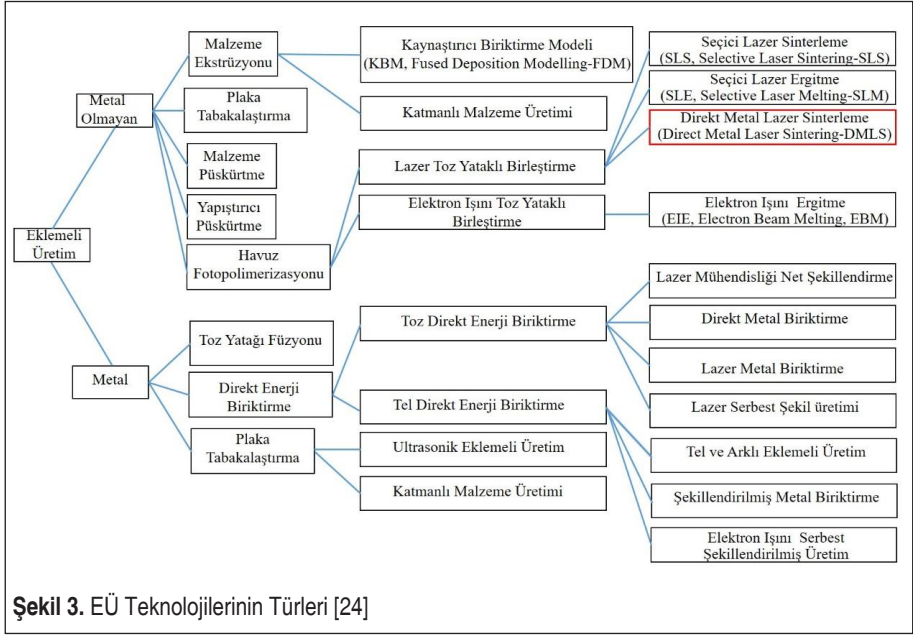 Eklemeli
Üretim
Metal
Olmayan
Metal
Malzeme
Ekstrüzyonu
Plaka
Tabakalaştırma
Malzeme
Püskürtme
Yapıştırıcı
Püskürtme
Havuz
Fotopolimerizasyonu
Toz Yatağı Füzyonu
Direkt Enerji
Biriktirme
Plaka
Tabakalaştırma
Kaynaştırıcı Biriktirme Modeli
(KBM, Fused Deposition Modelling-FDM)
Katmanlı Malzeme Üretimi
Lazer Toz Yataklı Birleştirme
Elektron Işını Toz Yataklı
Birleştirme
Toz Direkt Enerji Biriktirme
Tel Direkt Enerji Biriktirme
Ultrasonik Eklemeli Üretim
Katmanlı Malzeme Üretimi
Seçici Lazer Sinterleme
(SLS, Selective Laser Sintering-SLS)
Seçici Lazer Ergitme
(SLE, Selective Laser Melting-SLM)
Direkt Metal Lazer Sinterleme
(Direct Metal Laser Sintering-DMLS)
Elektron Işını Ergitme
(EIE, Electron Beam Melting, EBM)
Lazer Mühendisliği Net Şekillendirme
Direkt Metal Biriktirme
Lazer Metal Biriktirme
Lazer Serbest Şekil üretimi
Tel ve Arklı Eklemeli Üretim
Şekillendirilmiş Metal Biriktirme
Elektron Işını Serbest
Şekillendirilmiş Üretim
Şekil 3. EÜ Teknolojilerinin Türleri [24]